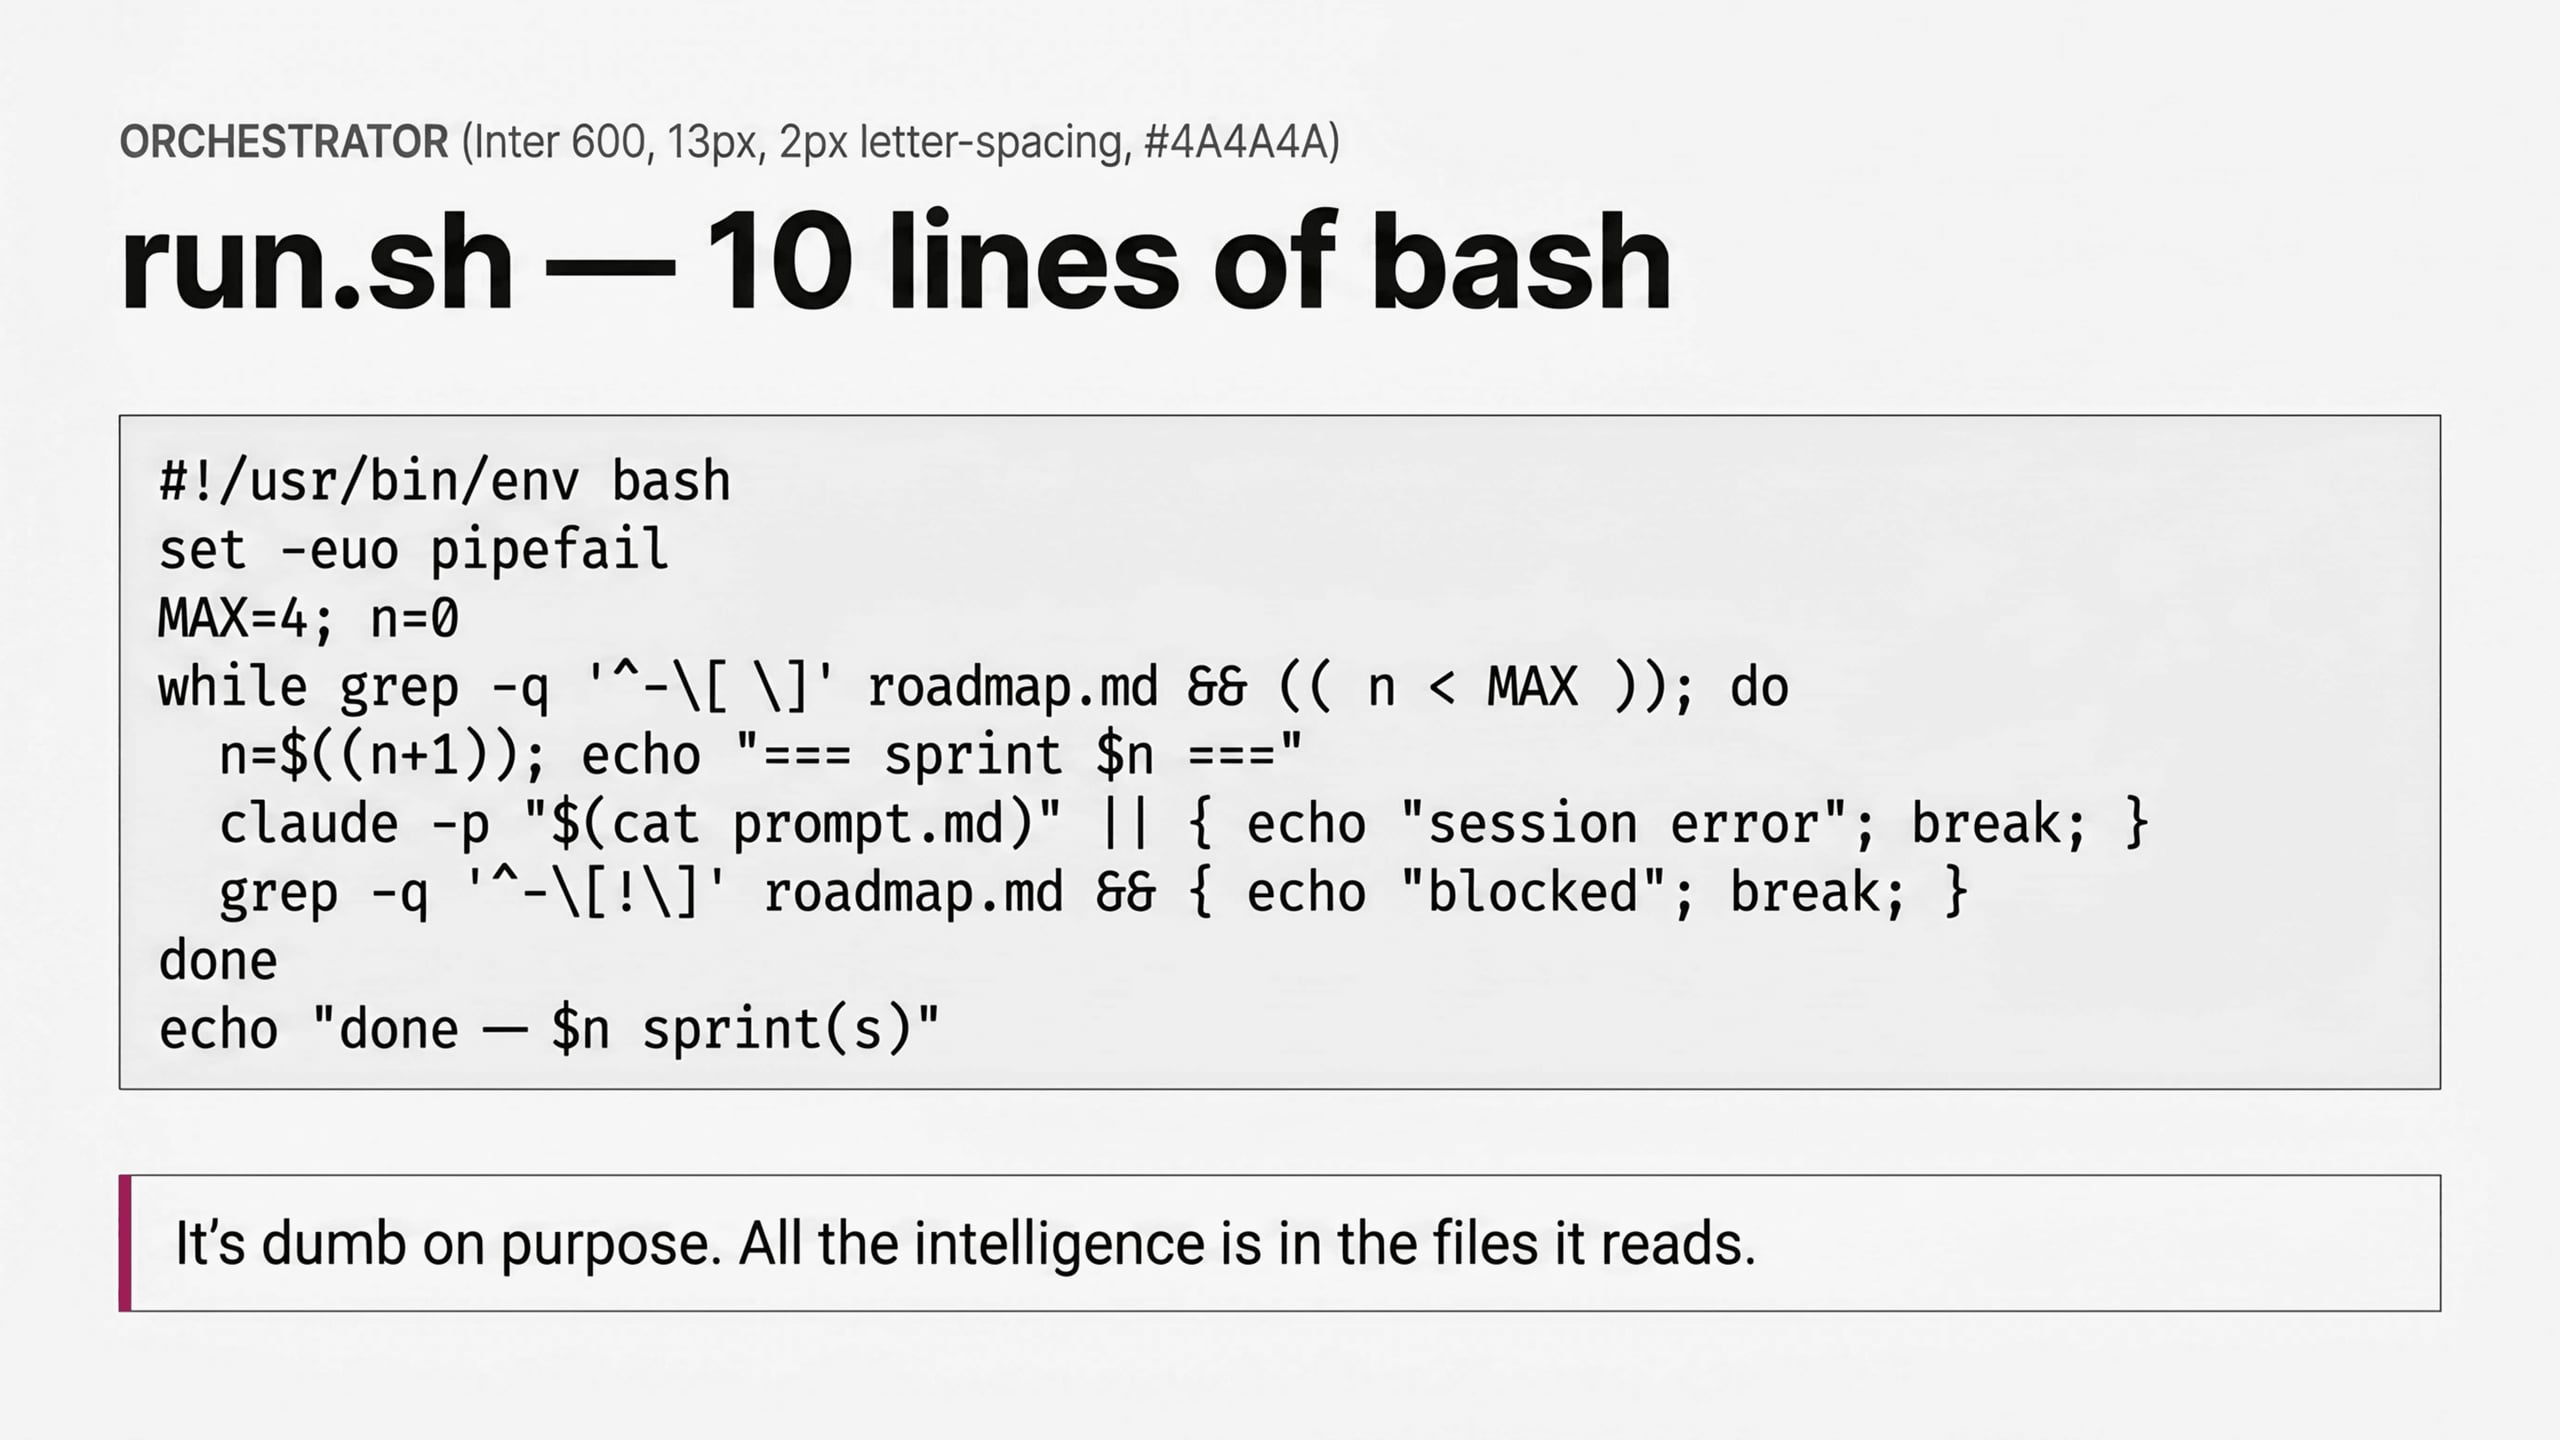 ORCHESTRATOR (Inter 600, 13px, 2px letter-spacing, #4A4A4A)
run.sh — 10 lines of bash
#!/usr/bin/env bash
set -euo pipefail
MAX=4; n=0
while grep -q '^-\[ \]' roadmap.md && (( n < MAX )); do
  n=$((n+1)); echo "=== sprint $n ==="
  claude -p "$(cat prompt.md)" || { echo "session error"; break; }
  grep -q '^-\[!\]' roadmap.md && { echo "blocked"; break; }
done
echo "done — $n sprint(s)"
It’s dumb on purpose. All the intelligence is in the files it reads.